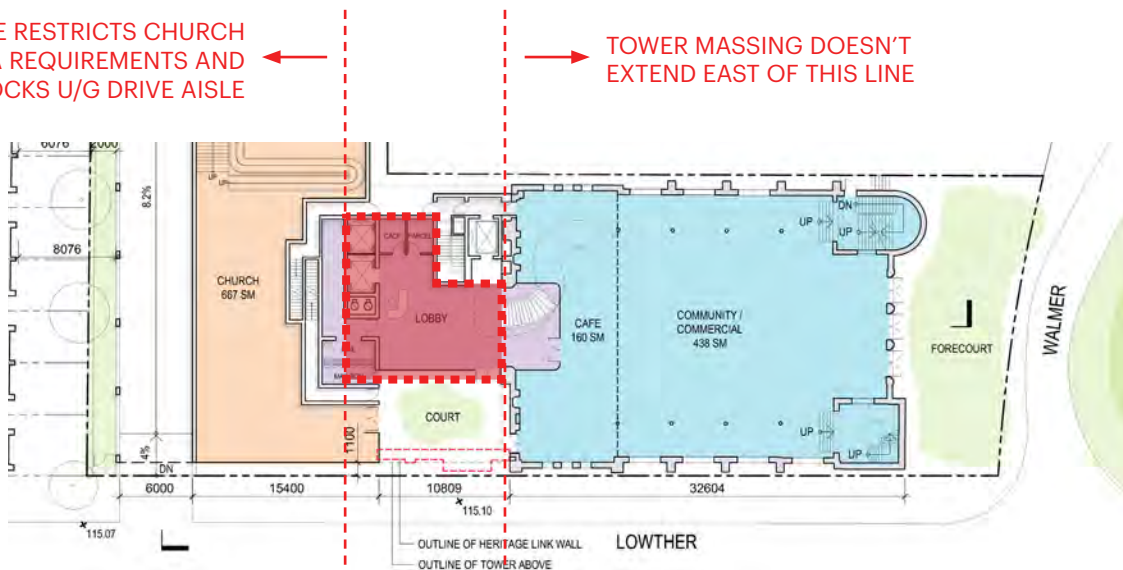 E RESTRICTS CHURCH
REQUIREMENTS AND
OCKS U/G DRIVE AISLE
TOWER MASSING DOESN'T
EXTEND EAST OF THIS LINE
6076
2000
8.2%
8076
UP
UP
CHURCH
667 SM
CACF
PARCEL
LOBBY
CAFE
160 SM
COMMUNITY /
COMMERCIAL
438 SM
UP
DN
UP
UP
UP
FORECOURT
WALMER
COURT
1100
4%
DN
6000
15400
10809
32604
115.07
115.10
OUTLINE OF HERITAGE LINK WALL
OUTLINE OF TOWER ABOVE
LOWTHER